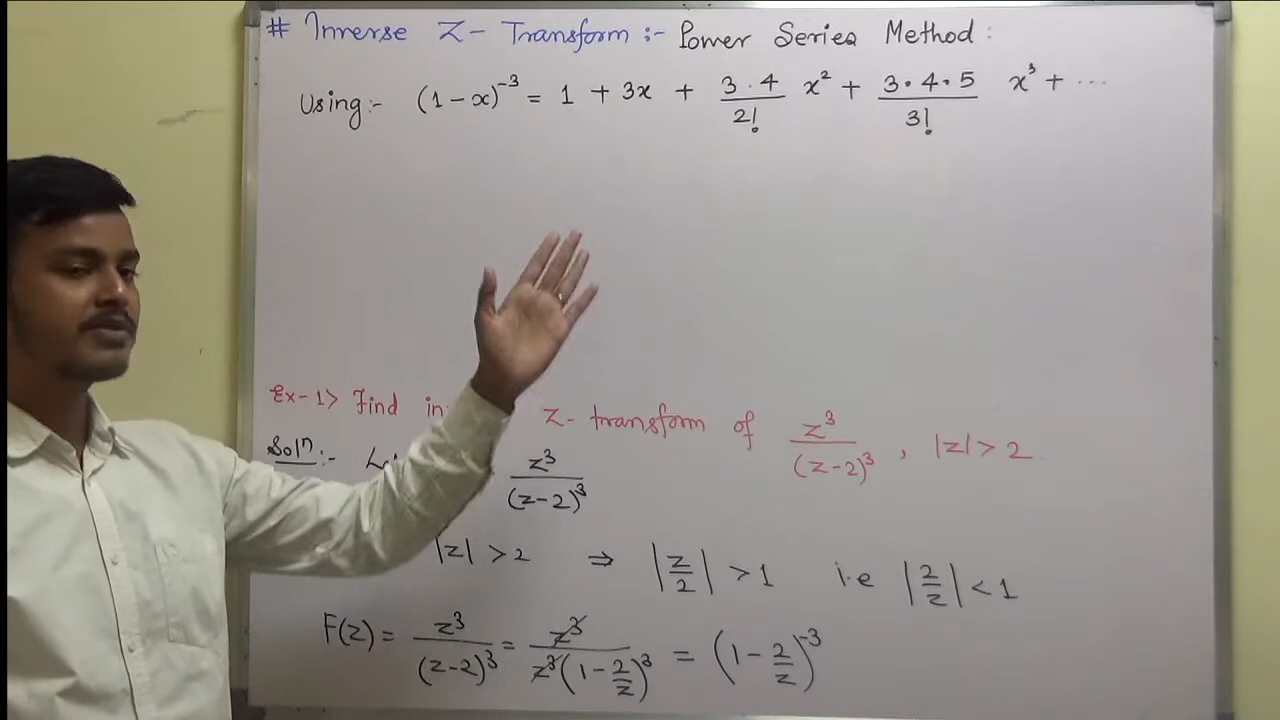 # Inverse Z- Transform :- Power Series Method :
Using:- (1-x)⁻³ = 1 + 3x + (3.4)/2! x² + (3.4.5)/3! x³ + ...
Ex-1> Find in Z- transform of z³/(z-2)³ , |z| > 2
Solⁿ:- z³/(z-2)³
|z| > 2 ⇒ |z/2| > 1 i.e |2/z| < 1
F(z) = z³/(z-2)³ = z³/z³(1-2/z)³ = (1-2/z)⁻³